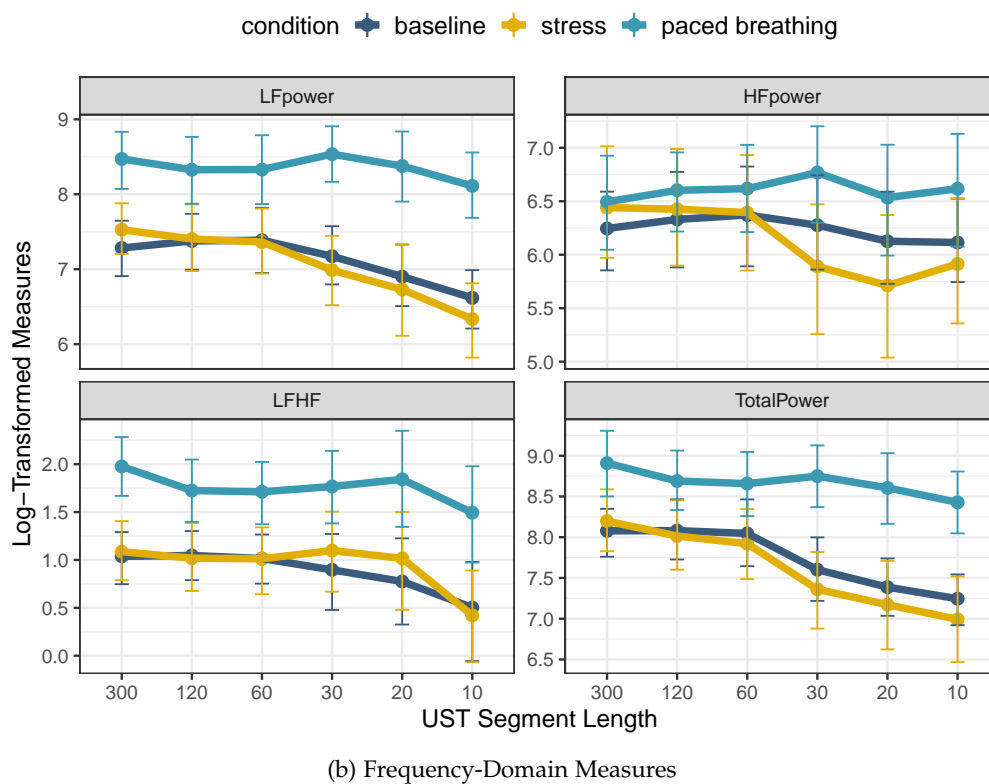 condition baseline stress paced breathing
LFpower HFpower
9
8
7
6
7.0
6.5
6.0
5.5
5.0
LFHF TotalPower
2.0
1.5
1.0
0.5
0.0
9.0
8.5
8.0
7.5
7.0
6.5
Log−Transformed Measures
300 120 60 30 20 10 300 120 60 30 20 10
UST Segment Length
(b) Frequency-Domain Measures